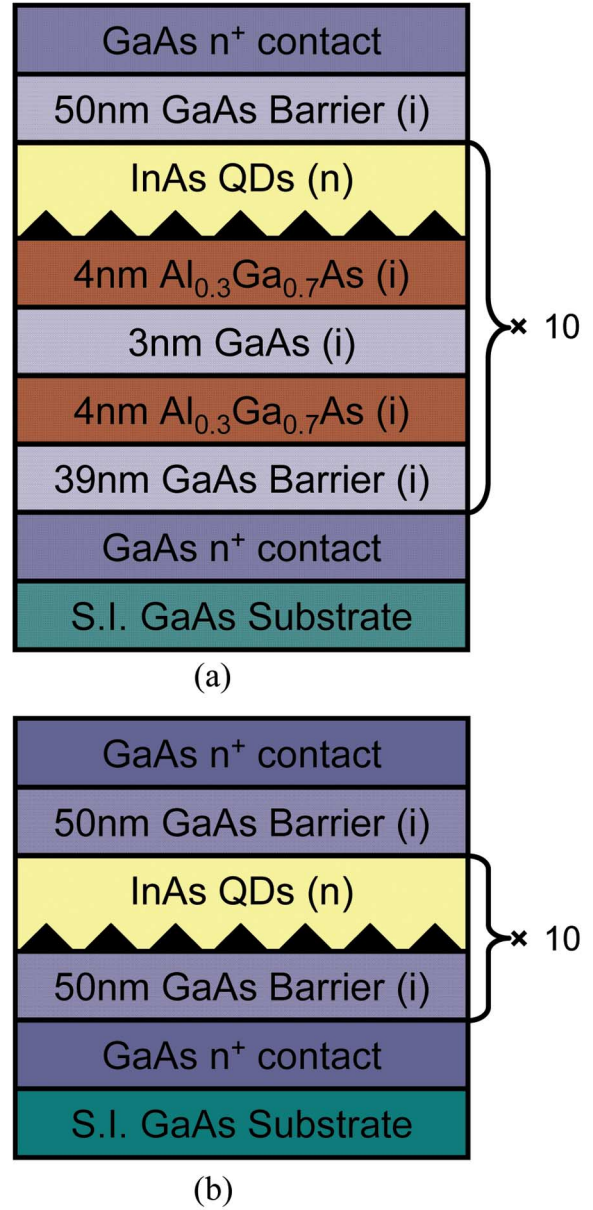 GaAs n⁺ contact
50nm GaAs Barrier (i)
InAs QDs (n)
4nm Al₀.₃Ga₀.₇As (i)
3nm GaAs (i)
× 10
4nm Al₀.₃Ga₀.₇As (i)
39nm GaAs Barrier (i)
GaAs n⁺ contact
S.I. GaAs Substrate
(a)
GaAs n⁺ contact
50nm GaAs Barrier (i)
InAs QDs (n)
× 10
50nm GaAs Barrier (i)
GaAs n⁺ contact
S.I. GaAs Substrate
(b)